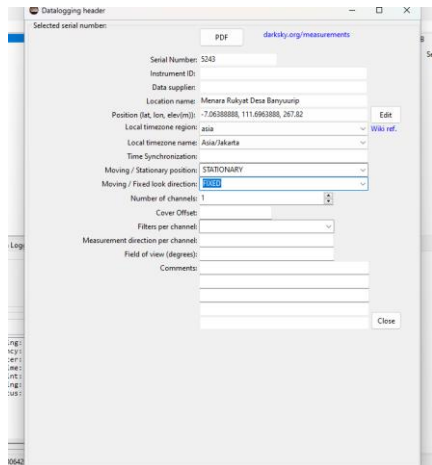 Datalogging header
Selected serial number:
PDF darksky.org/measurements
Serial Number: 5243
Instrument ID:
Data supplier:
Location name: Menara Rukyat Desa Banyuurip
Position (lat, lon, elev(m)): -7.06388888, 111.6963888, 267.82 Edit
Local timezone region: asia Wiki ref.
Local timezone name: Asia/Jakarta
Time Synchronization:
Moving / Stationary position: STATIONARY
Moving / Fixed look direction: FIXED
Number of channels: 1
Cover Offset:
Filters per channel:
Measurement direction per channel:
Field of view (degrees):
Comments:
Close